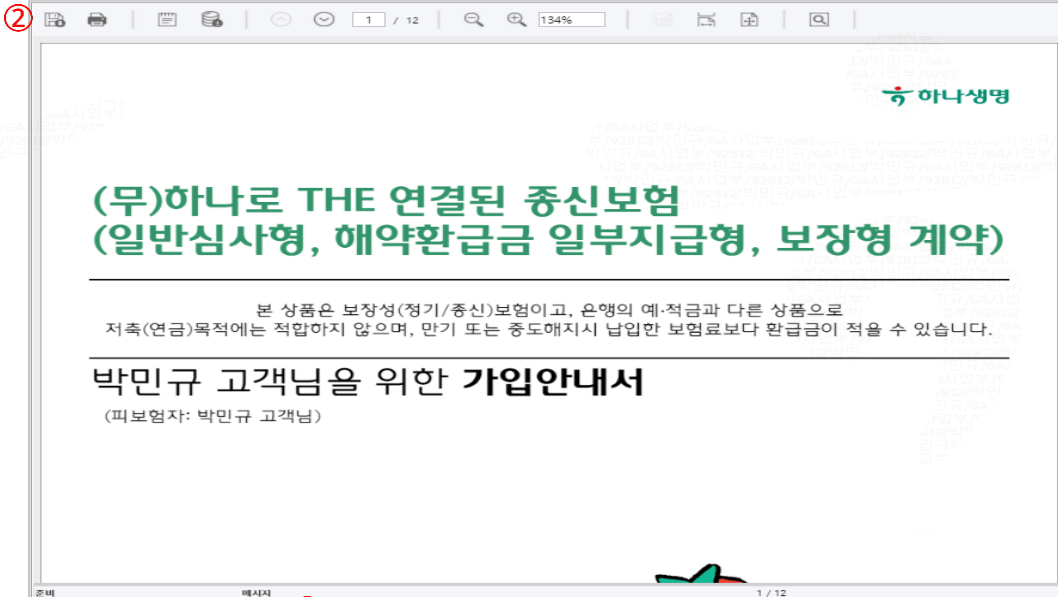 ②
1 / 12
134%
하나생명
(무)하나로 THE 연결된 종신보험
(일반심사형, 해약환급금 일부지급형, 보장형 계약)
본 상품은 보장성(정기/종신)보험이고, 은행의 예·적금과 다른 상품으로
저축(연금)목적에는 적합하지 않으며, 만기 또는 중도해지시 납입한 보험료보다 환급금이 적을 수 있습니다.
박민규 고객님을 위한 가입안내서
(피보험자: 박민규 고객님)
준비 메시지 1 / 12